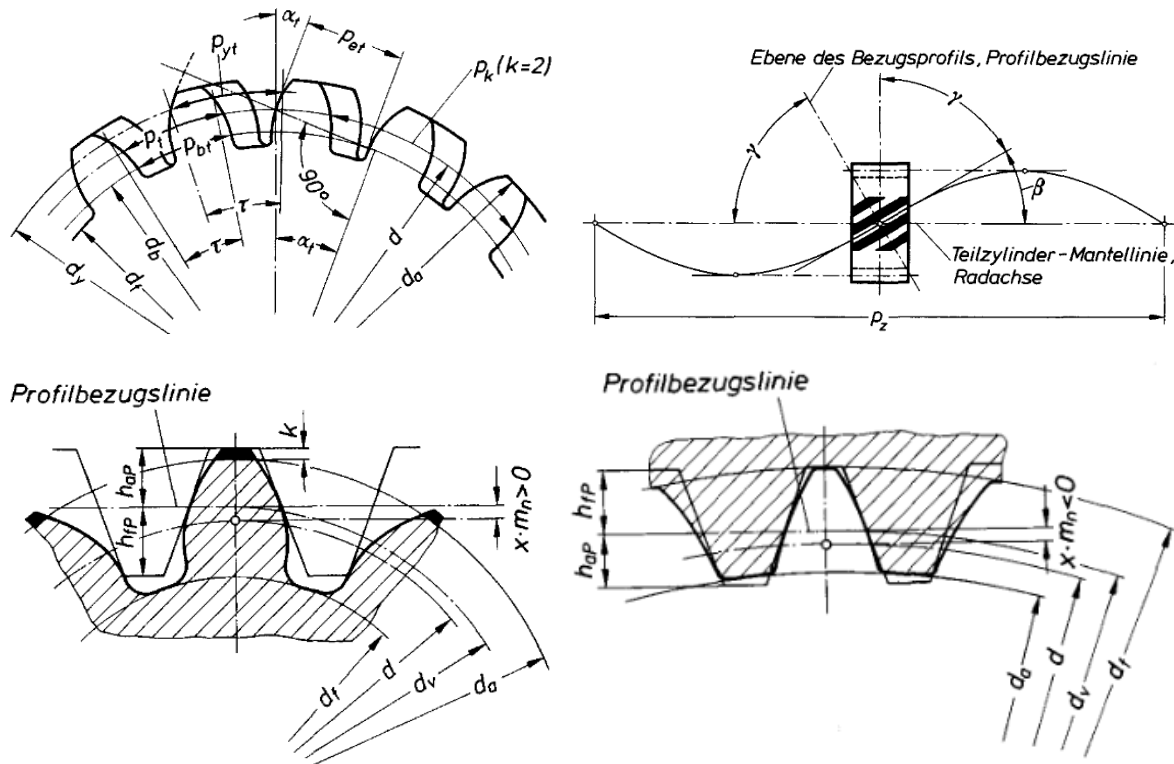 α_t
p_et
p_yt
p_k (k=2)
p_t
p_bt
90°
τ
τ
α_t
d
d_a
d_b
d_f
d_y
Ebene des Bezugsprofils, Profilbezugslinie
γ
γ
β
Teilzylinder-Mantellinie,
Radachse
p_z
Profilbezugslinie
k
h_aP
h_fP
x·m_n>0
d_f
d
d_v
d_a
Profilbezugslinie
h_fP
h_aP
x·m_n<0
d_a
d
d_v
d_f